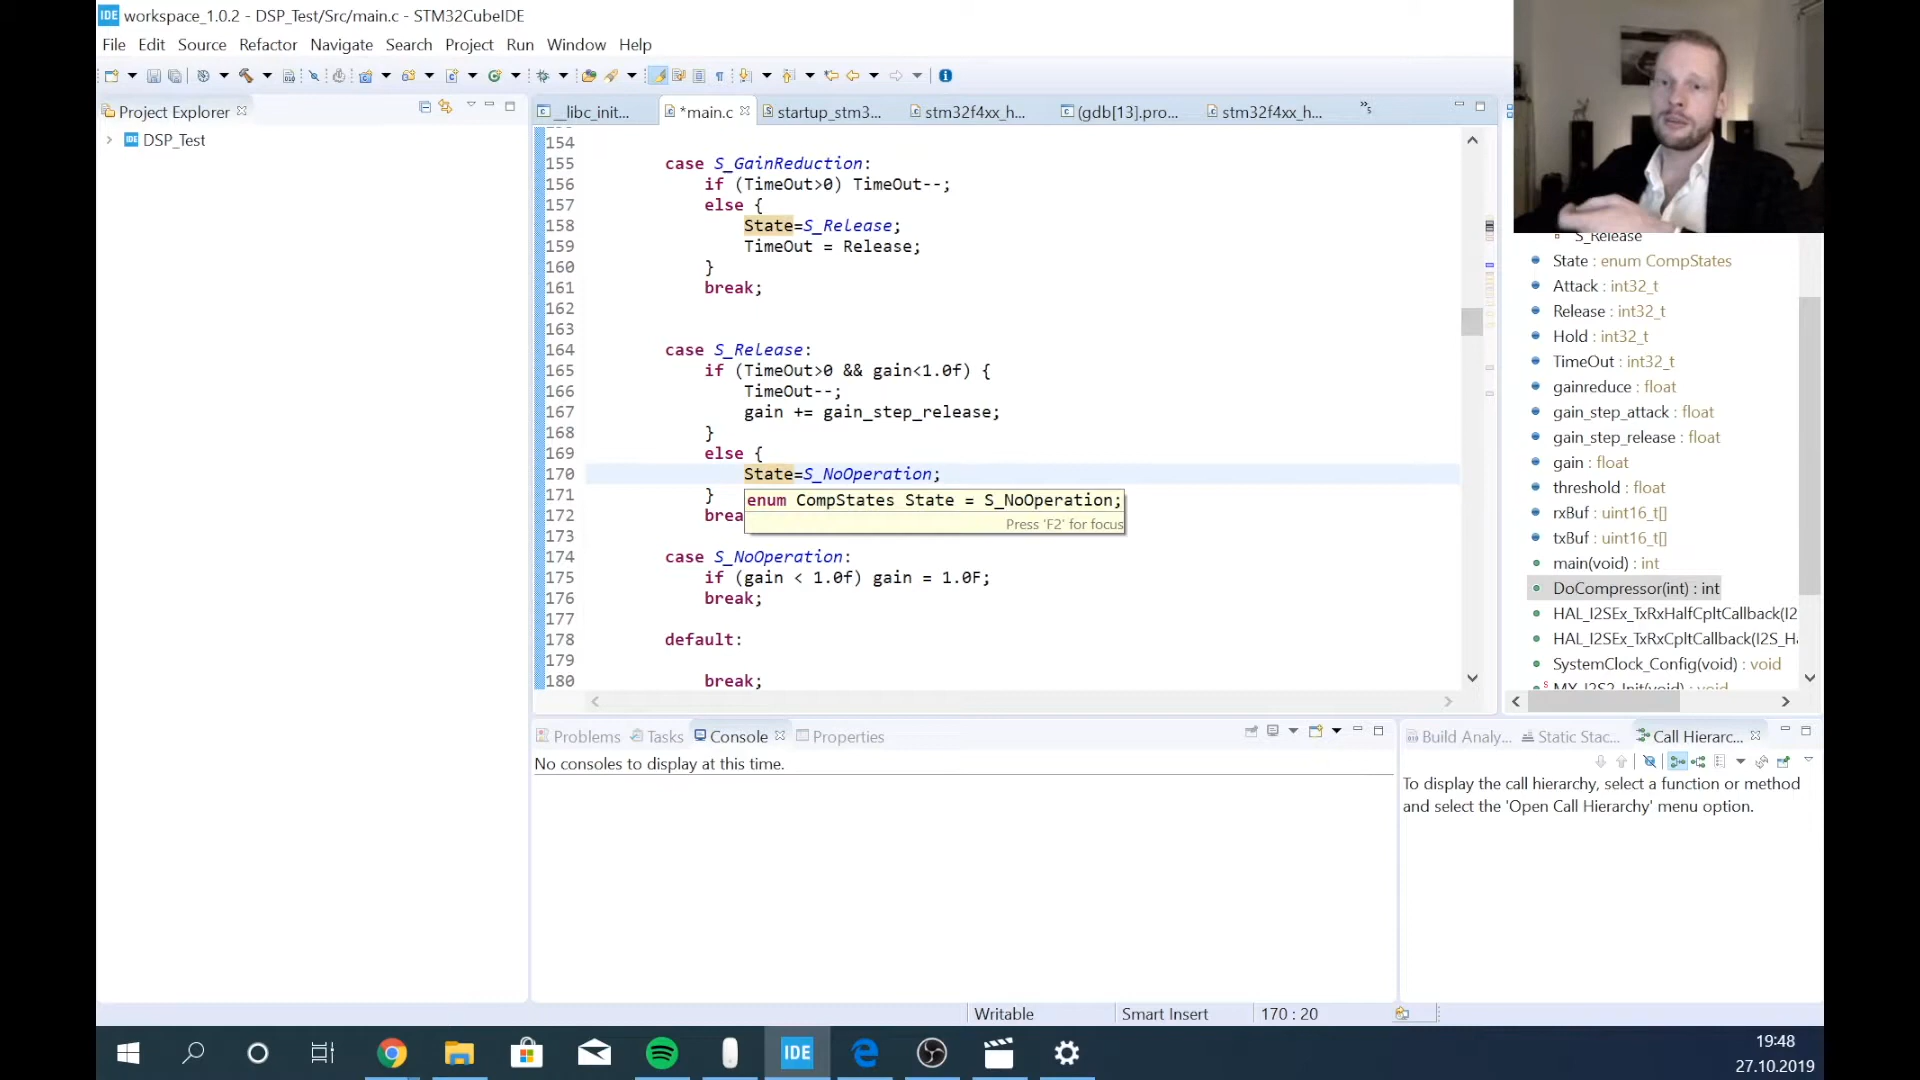 workspace_1.0.2 - DSP_Test/Src/main.c - STM32CubeIDE
File Edit Source Refactor Navigate Search Project Run Window Help
Project Explorer
DSP_Test
__libc_init...
*main.c
startup_stm3...
stm32f4xx_h...
(gdb[13].pro...
stm32f4xx_h...
»5
154
155 case S_GainReduction:
156 if (TimeOut>0) TimeOut--;
157 else {
158 State=S_Release;
159 TimeOut = Release;
160 }
161 break;
162
163
164 case S_Release:
165 if (TimeOut>0 && gain<1.0f) {
166 TimeOut--;
167 gain += gain_step_release;
168 }
169 else {
170 State=S_NoOperation;
171 }
enum CompStates State = S_NoOperation;
172 brea
Press 'F2' for focus
173
174 case S_NoOperation:
175 if (gain < 1.0f) gain = 1.0F;
176 break;
177
178 default:
179
180 break;
S_Release
State : enum CompStates
Attack : int32_t
Release : int32_t
Hold : int32_t
TimeOut : int32_t
gainreduce : float
gain_step_attack : float
gain_step_release : float
gain : float
threshold : float
rxBuf : uint16_t[]
txBuf : uint16_t[]
main(void) : int
DoCompressor(int) : int
HAL_I2SEx_TxRxHalfCpltCallback(I2
HAL_I2SEx_TxRxCpltCallback(I2S_H
SystemClock_Config(void) : void
MX_I2S2_Init(void) : void
Problems Tasks Console Properties
No consoles to display at this time.
Build Analy... Static Stac... Call Hierarc...
To display the call hierarchy, select a function or method
and select the 'Open Call Hierarchy' menu option.
Writable Smart Insert 170 : 20
IDE
19:48
27.10.2019